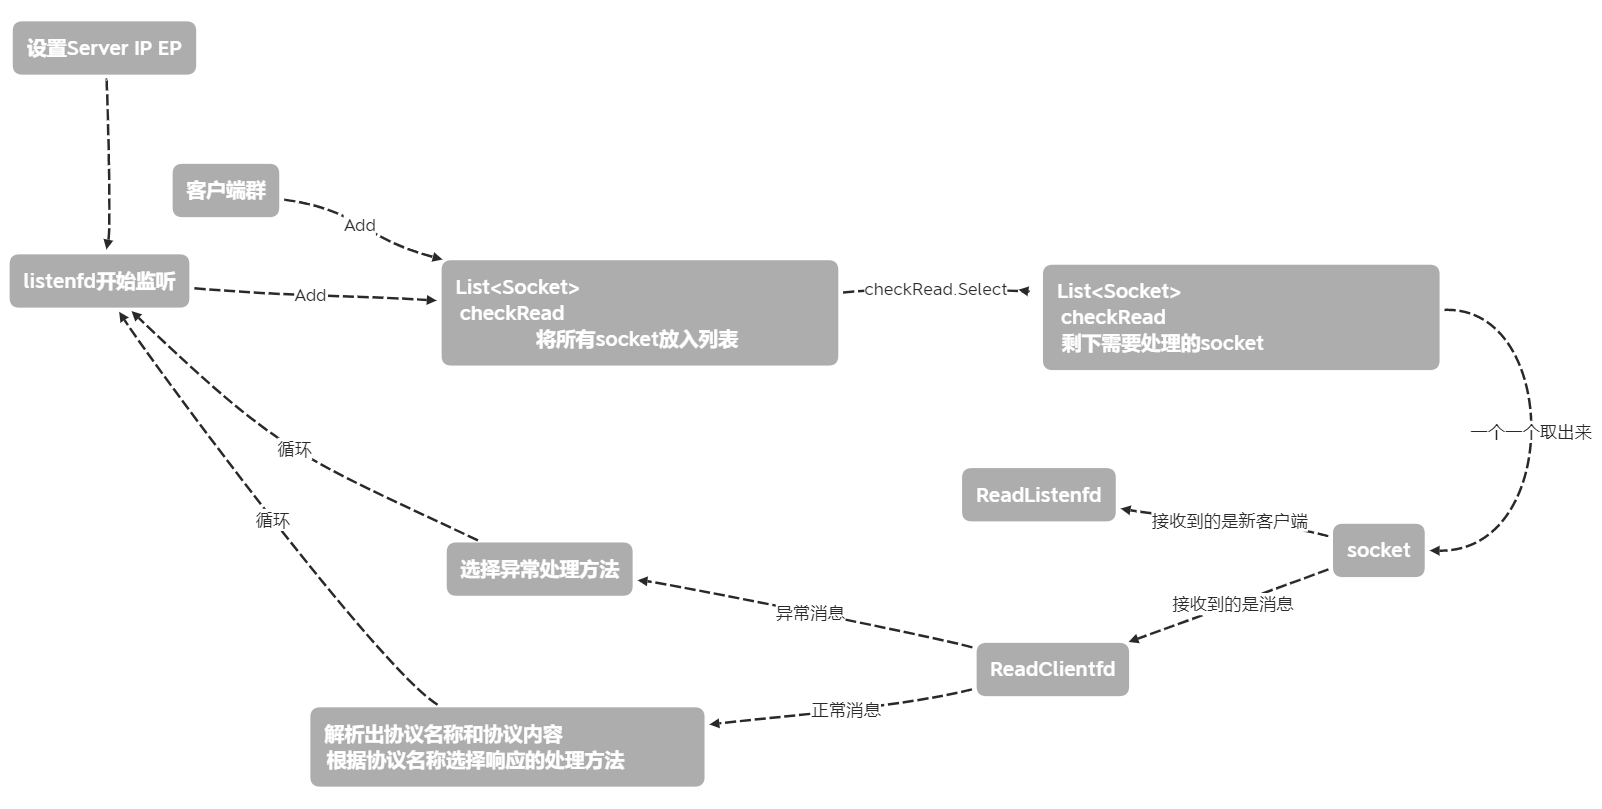 设置Server IP EP
客户端群
Add
listenfd开始监听
Add
List<Socket>
checkRead
将所有socket放入列表
checkRead.Select
List<Socket>
checkRead
剩下需要处理的socket
一个一个取出来
循环
循环
ReadListenfd
接收到的是新客户端
socket
选择异常处理方法
接收到的是消息
异常消息
ReadClientfd
正常消息
解析出协议名称和协议内容
根据协议名称选择响应的处理方法